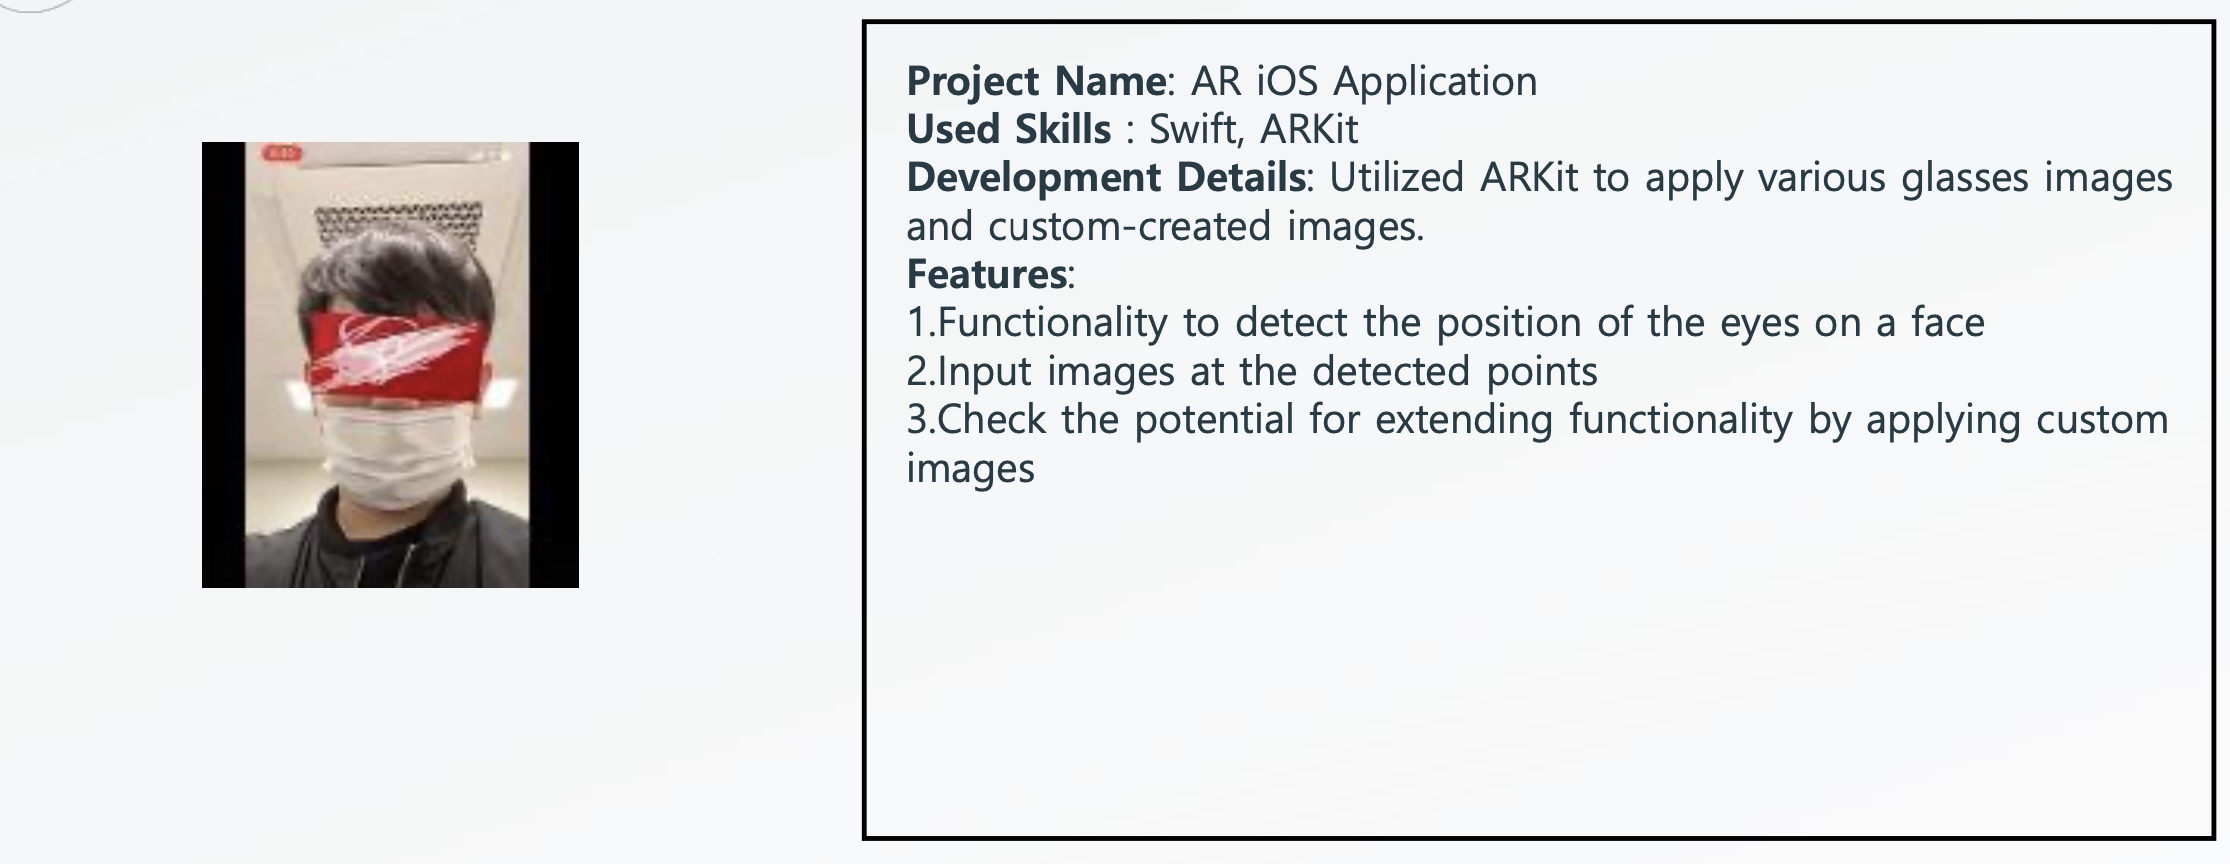 Project Name: AR iOS Application
Used Skills : Swift, ARKit
Development Details: Utilized ARKit to apply various glasses images
and custom-created images.
Features:
1.Functionality to detect the position of the eyes on a face
2.Input images at the detected points
3.Check the potential for extending functionality by applying custom
images